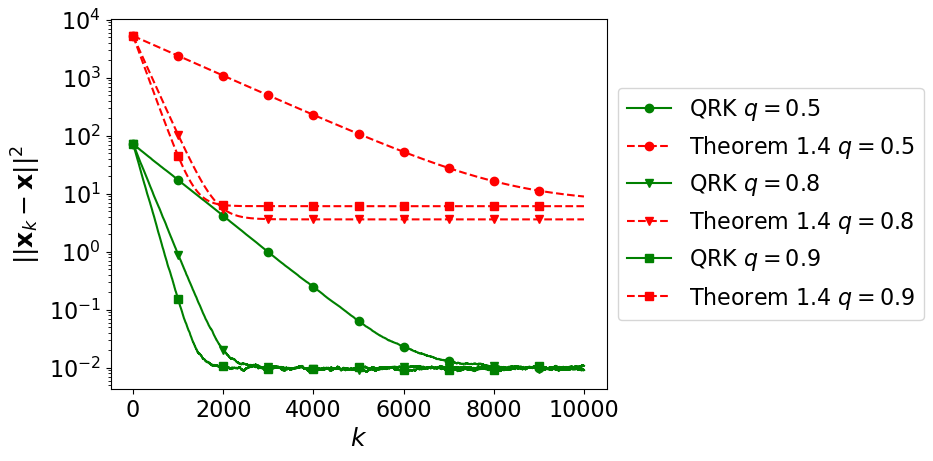 10^4
10^3
10^2
10^1
10^0
10^{-1}
10^{-2}
||x_k − x||^2
0 2000 4000 6000 8000 10000
k
QRK q = 0.5
Theorem 1.4 q = 0.5
QRK q = 0.8
Theorem 1.4 q = 0.8
QRK q = 0.9
Theorem 1.4 q = 0.9